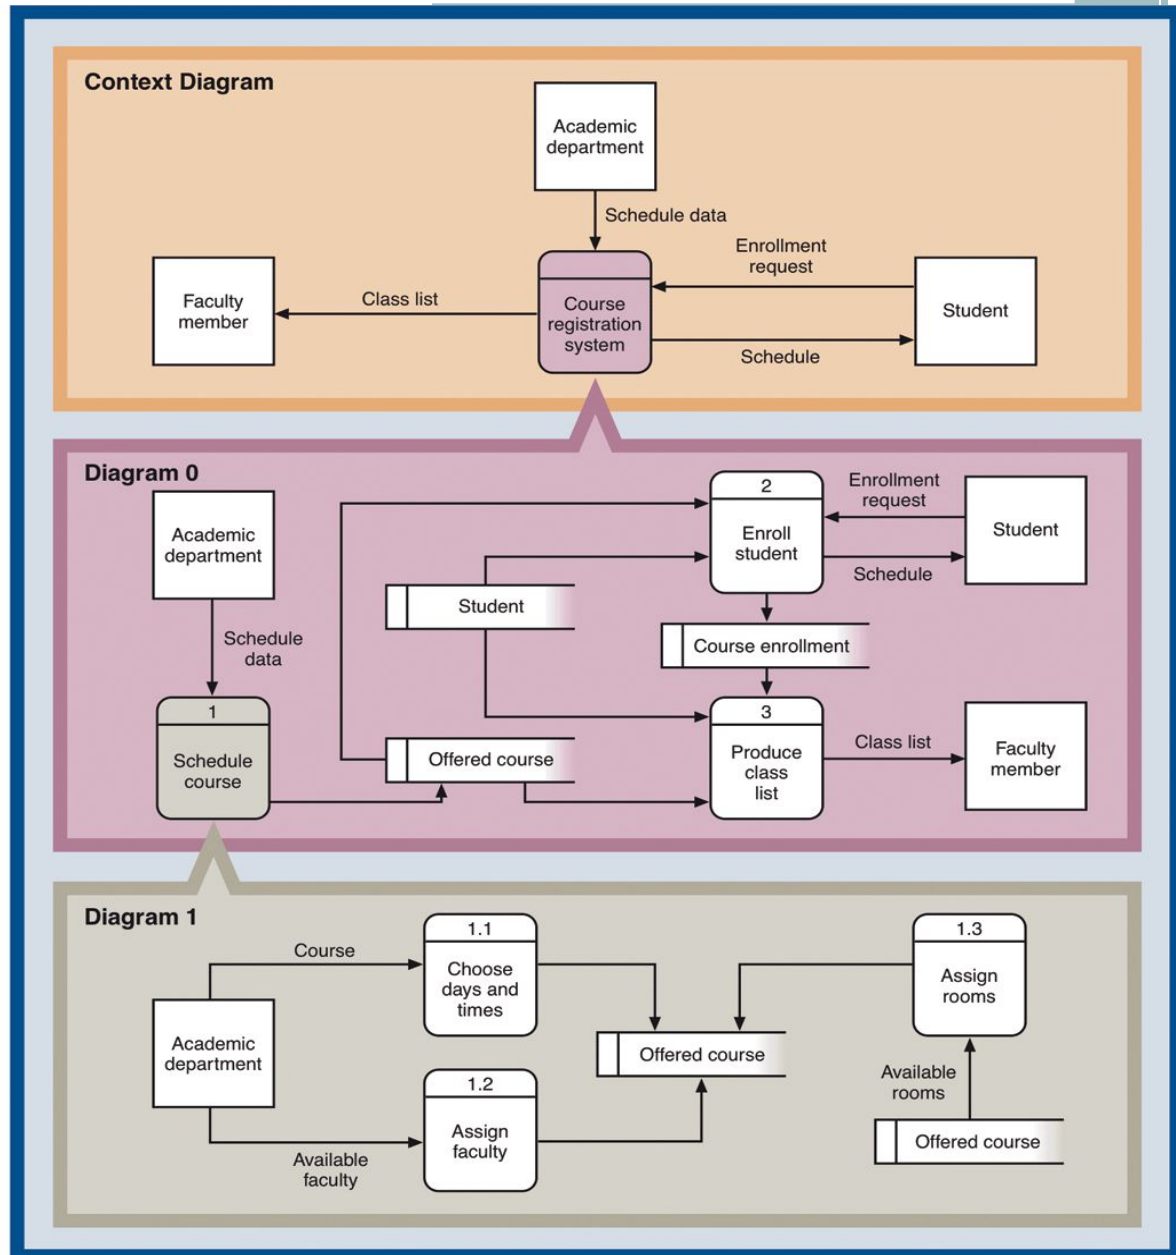 Context Diagram
Academic
department
Schedule data
Enrollment
request
Faculty
member
Class list
Course
registration
system
Student
Schedule
Diagram 0
Academic
department
Schedule
data
1
Schedule
course
Student
Offered course
2
Enroll
student
Enrollment
request
Student
Schedule
Course enrollment
3
Produce
class
list
Class list
Faculty
member
Diagram 1
Academic
department
Course
1.1
Choose
days and
times
Available
faculty
1.2
Assign
faculty
Offered course
1.3
Assign
rooms
Available
rooms
Offered course